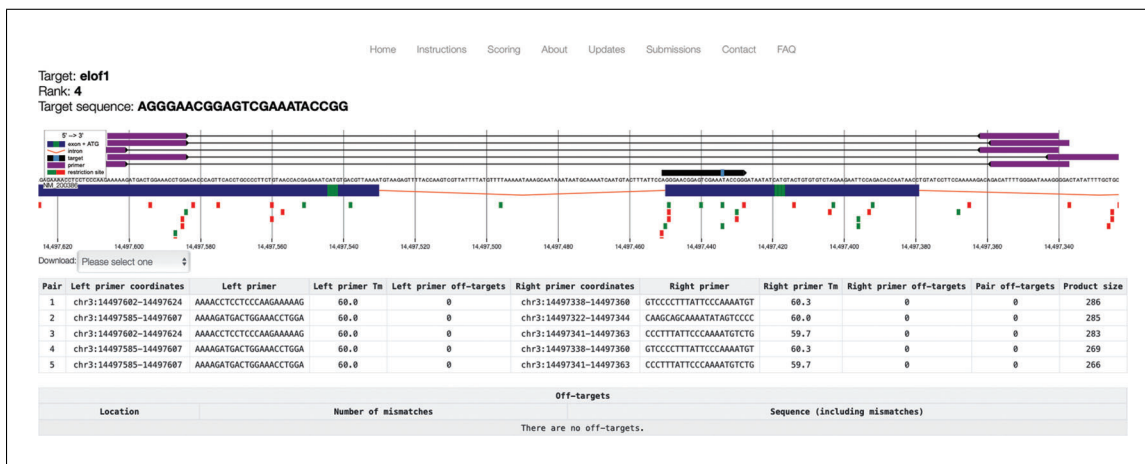 Home Instructions Scoring About Updates Submissions Contact FAQ
Target: elof1
Rank: 4
Target sequence: AGGGAACGGAGTCGAAATACCGG
5' --> 3'
exon + ATG
intron
target
primer
restriction site
NM_200386
14,497,620 14,497,600 14,497,580 14,497,560 14,497,540 14,497,520 14,497,500 14,497,480 14,497,460 14,497,440 14,497,420 14,497,400 14,497,380 14,497,360 14,497,340
Download: Please select one
Pair Left primer coordinates Left primer Left primer Tm Left primer off-targets Right primer coordinates Right primer Right primer Tm Right primer off-targets Pair off-targets Product size
1 chr3:14497602-14497624 AAAACCTCCTCCCAAGAAAAAG 60.0 0 chr3:14497338-14497360 GTCCCCTTTATTCCCAAAATGT 60.3 0 0 286
2 chr3:14497585-14497607 AAAAGATGACTGGAAACCTGGA 60.0 0 chr3:14497322-14497344 CAAGCAGCAAAATATAGTCCCC 60.0 0 0 285
3 chr3:14497602-14497624 AAAACCTCCTCCCAAGAAAAAG 60.0 0 chr3:14497341-14497363 CCCTTTATTCCCAAAATGTCTG 59.7 0 0 283
4 chr3:14497585-14497607 AAAAGATGACTGGAAACCTGGA 60.0 0 chr3:14497338-14497360 GTCCCCTTTATTCCCAAAATGT 60.3 0 0 269
5 chr3:14497585-14497607 AAAAGATGACTGGAAACCTGGA 60.0 0 chr3:14497341-14497363 CCCTTTATTCCCAAAATGTCTG 59.7 0 0 266
Off-targets
Location Number of mismatches Sequence (including mismatches)
There are no off-targets.